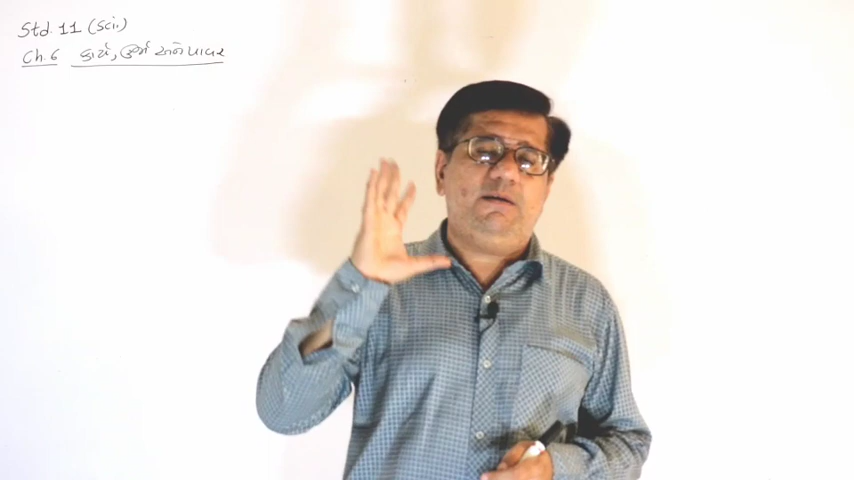 Std. 11 (Sci.)
Ch. 6 કાર્ય, ઊર્જા અને પાવર